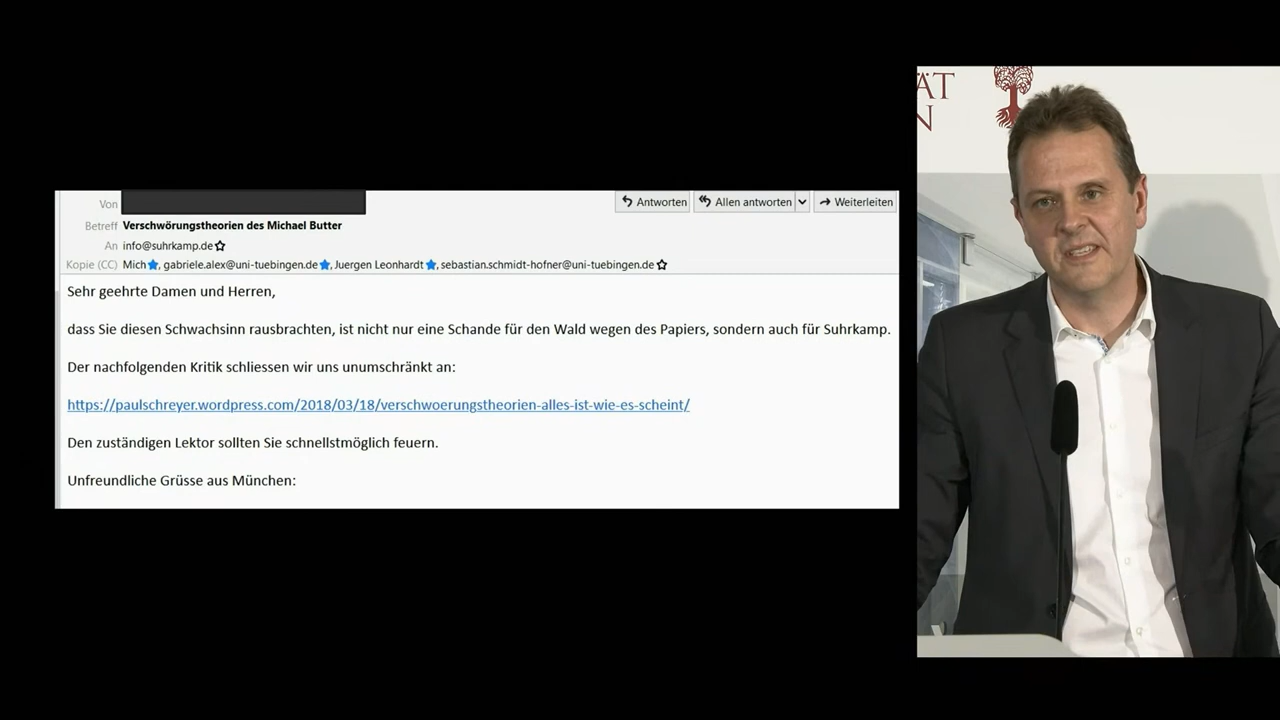 Von
Antworten
Allen antworten
Weiterleiten
Betreff Verschwörungstheorien des Michael Butter
An info@suhrkamp.de
Kopie (CC) Mich, gabriele.alex@uni-tuebingen.de, Juergen Leonhardt, sebastian.schmidt-hofner@uni-tuebingen.de
Sehr geehrte Damen und Herren,
dass Sie diesen Schwachsinn rausbrachten, ist nicht nur eine Schande für den Wald wegen des Papiers, sondern auch für Suhrkamp.
Der nachfolgenden Kritik schliessen wir uns unumschränkt an:
https://paulschreyer.wordpress.com/2018/03/18/verschwoerungstheorien-alles-ist-wie-es-scheint/
Den zuständigen Lektor sollten Sie schnellstmöglich feuern.
Unfreundliche Grüsse aus München:
ÄT
N